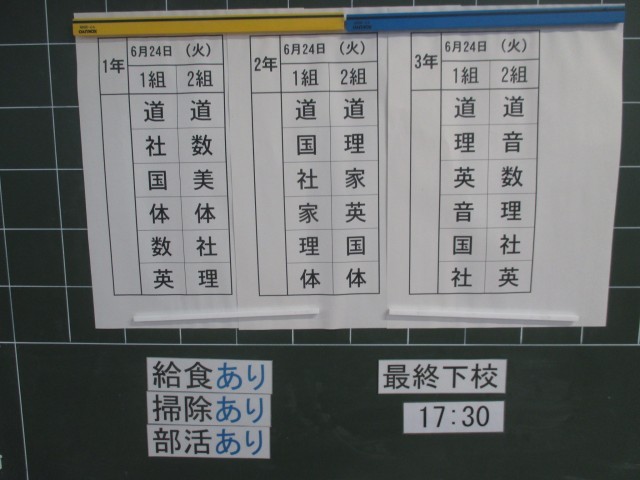 1年 6月24日 （火）
1組 2組
道 道
社 数
国 美
体 体
数 社
英 理
2年 6月24日 （火）
1組 2組
道 道
国 理
社 家
家 英
理 国
体 体
3年 6月24日 （火）
1組 2組
道 道
理 音
英 数
音 理
国 社
社 英
給食あり
掃除あり
部活あり
最終下校
17:30